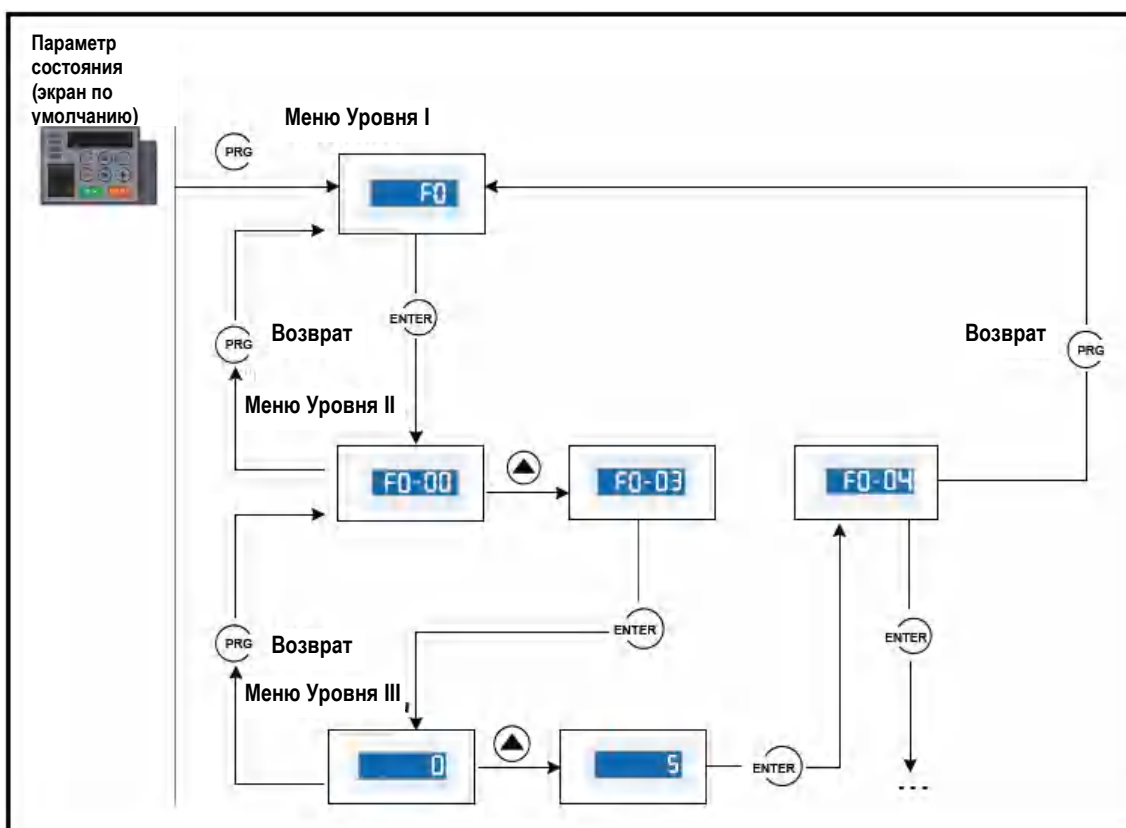 Параметр
состояния
(экран по
умолчанию)
Меню Уровня I
PRG
F0
ENTER
PRG
Возврат
Возврат
PRG
Меню Уровня II
F0-00
F0-03
F0-04
ENTER
ENTER
PRG
Возврат
Меню Уровня III
0
5
ENTER
...